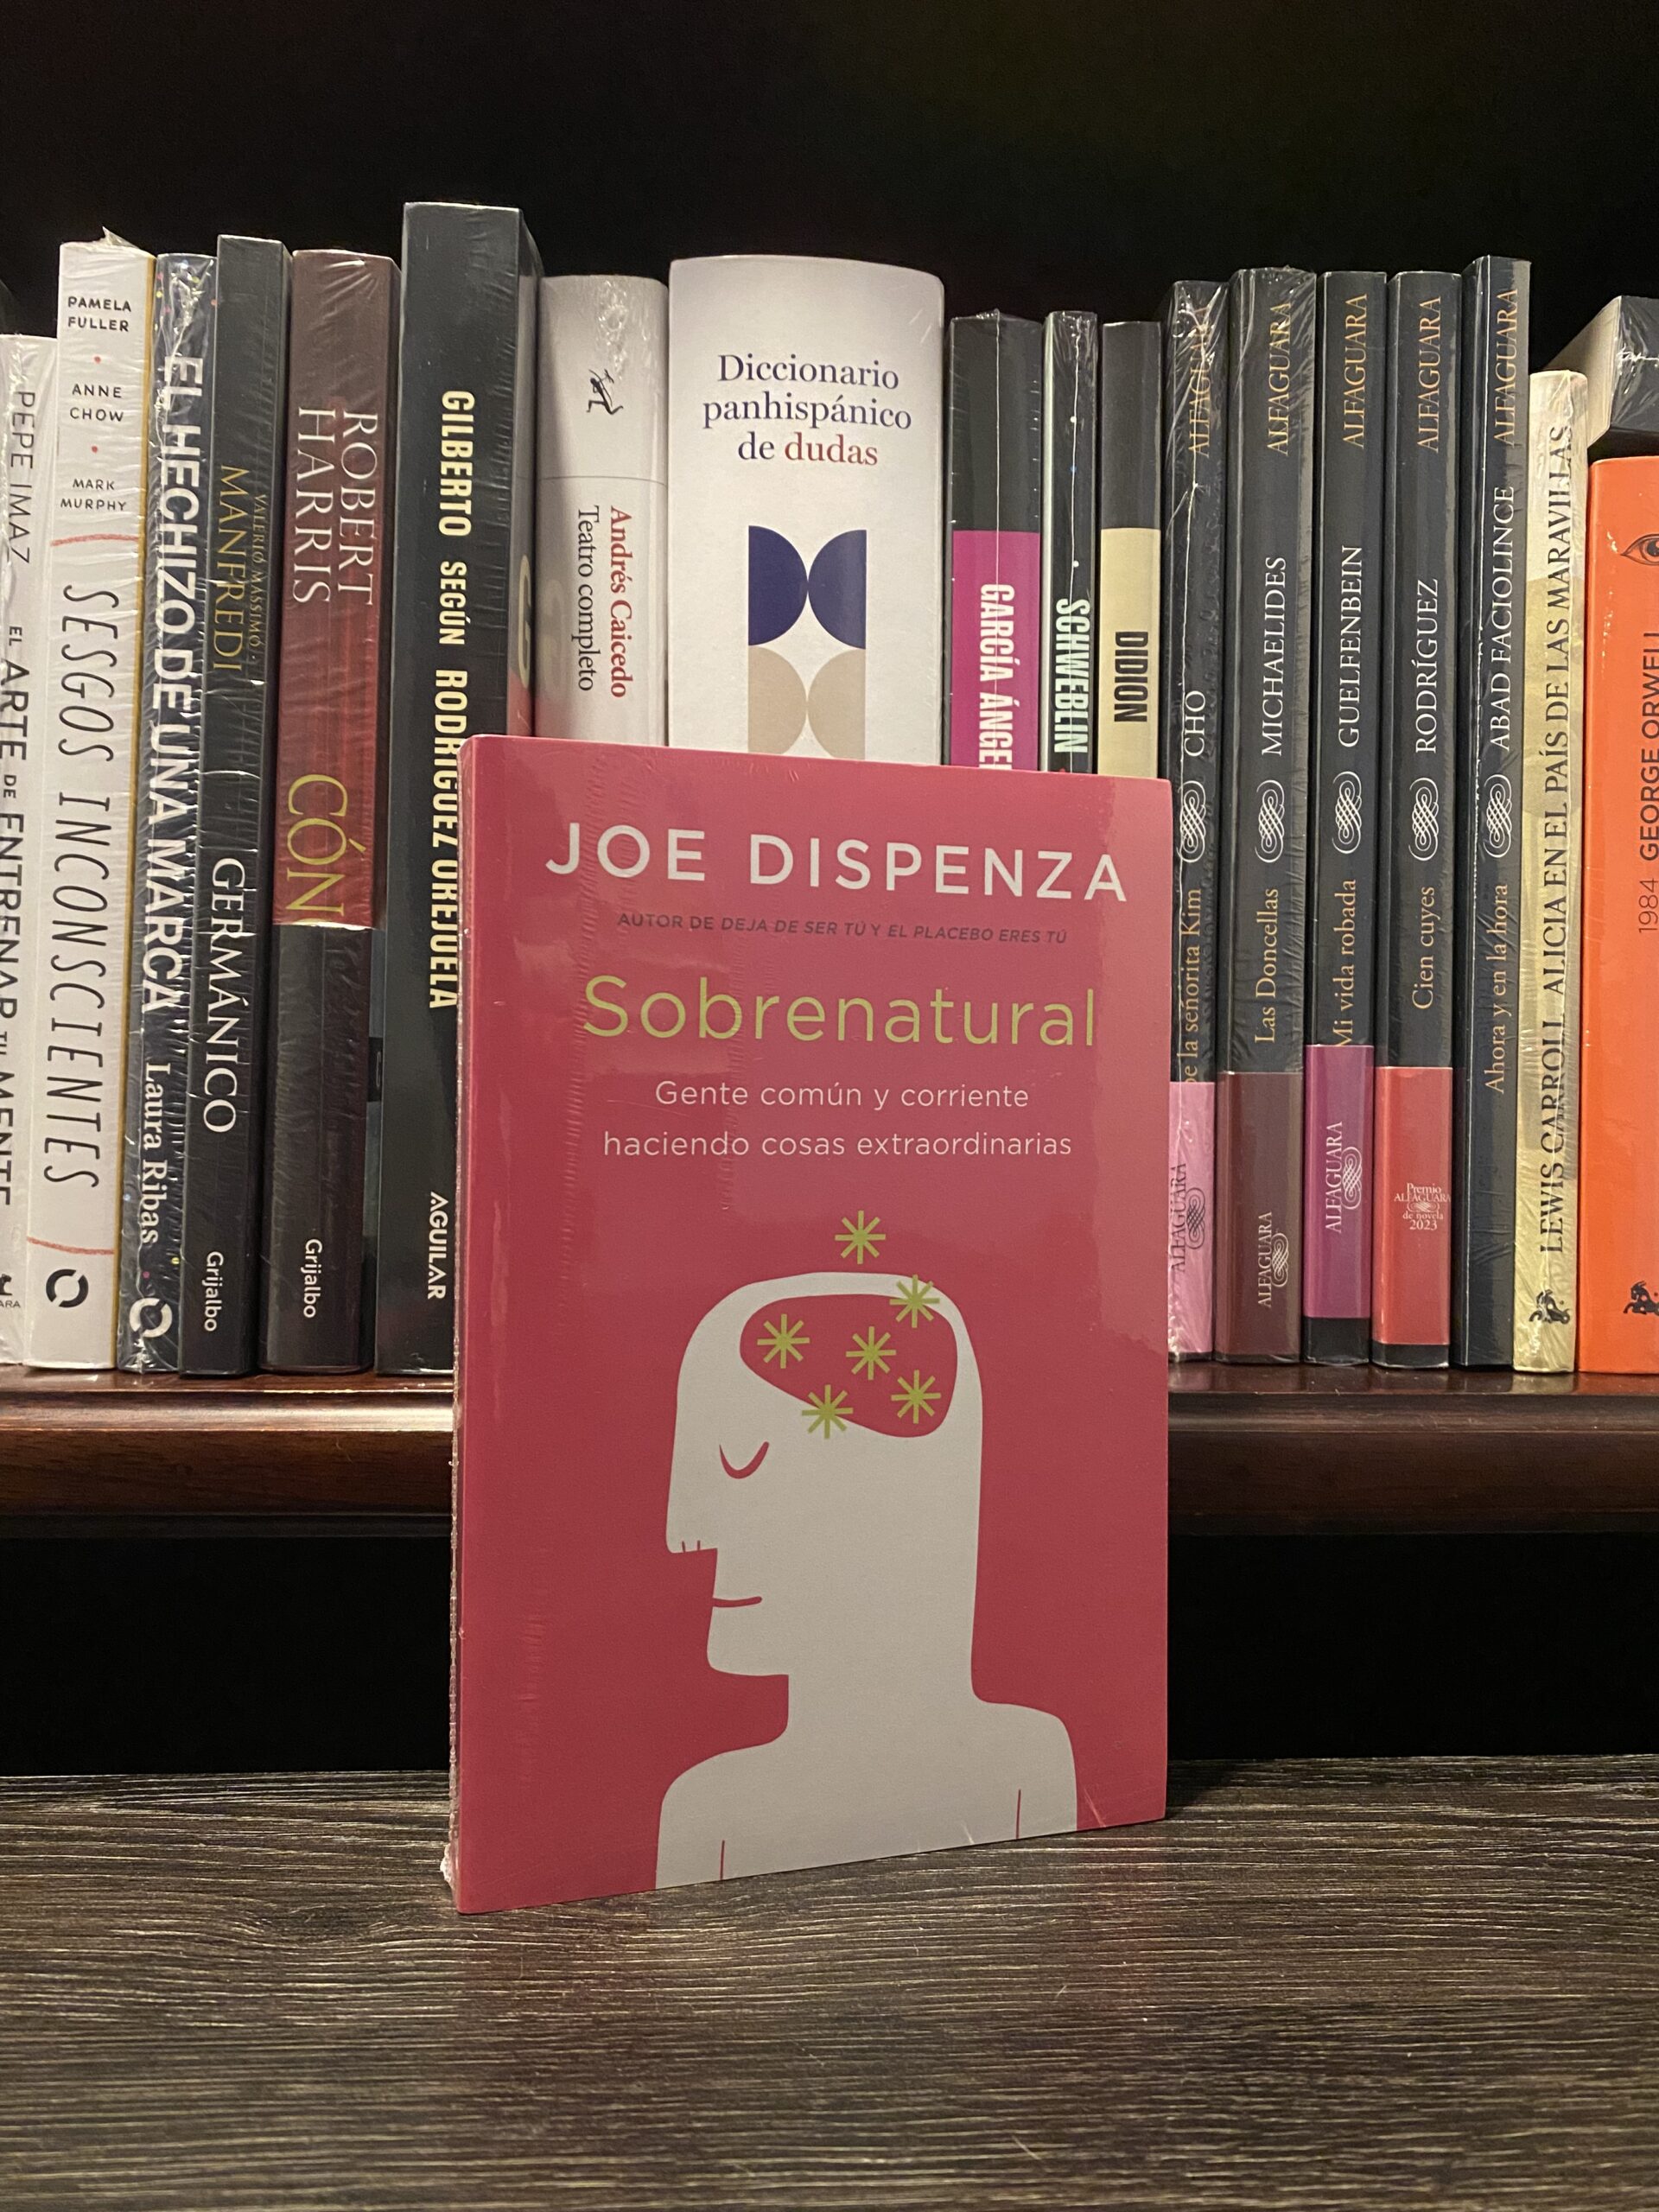 PEPE IMAZ
EL ARTE DE ENTRENAR TU MENTE
PAMELA
FULLER
ANNE
CHOW
MARK
MURPHY
SESGOS INCONSCIENTES
EL HECHIZO DE UNA MARCA
Laura Ribas
VALERIO MASSIMO
MANFREDI
GERMÁNICO
Grijalbo
ROBERT
HARRIS
CÓN
Grijalbo
GILBERTO SEGÚN RODRÍGUEZ OREJUELA
AGUILAR
Andrés Caicedo
Teatro completo
Diccionario
panhispánico
de dudas
GARCÍA ÁNGE
SCHWEBLIN
DIDION
ALFAGUARA
CHO
de la señorita Kim
ALFAGUARA
ALFAGUARA
MICHAELIDES
Las Doncellas
ALFAGUARA
ALFAGUARA
GUELFENBEIN
Mi vida robada
ALFAGUARA
ALFAGUARA
RODRÍGUEZ
Cien cuyes
Premio
ALFAGUARA
de novela
2023
ALFAGUARA
ABAD FACIOLINCE
Ahora y en la hora
LEWIS CARROLL ALICIA EN EL PAÍS DE LAS MARAVILLAS
1984 GEORGE ORWELL
JOE DISPENZA
AUTOR DE DEJA DE SER TÚ Y EL PLACEBO ERES TÚ
Sobrenatural
Gente común y corriente
haciendo cosas extraordinarias